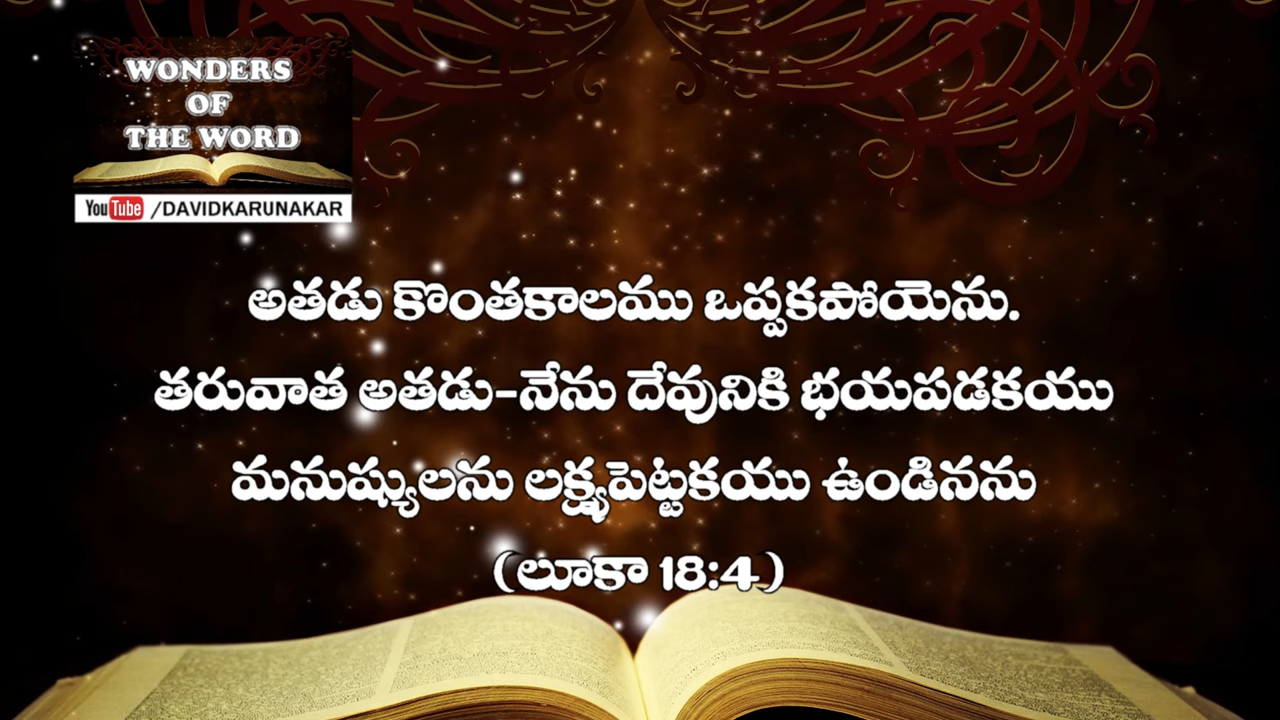 WONDERS
OF
THE WORD
YouTube /DAVIDKARUNAKAR
అతడు కొంతకాలము ఒప్పకపోయెను.
తరువాత అతడు-నేను దేవునికి భయపడకయు
మనుష్యులను లక్ష్యపెట్టకయు ఉండినను
(లూకా 18:4)